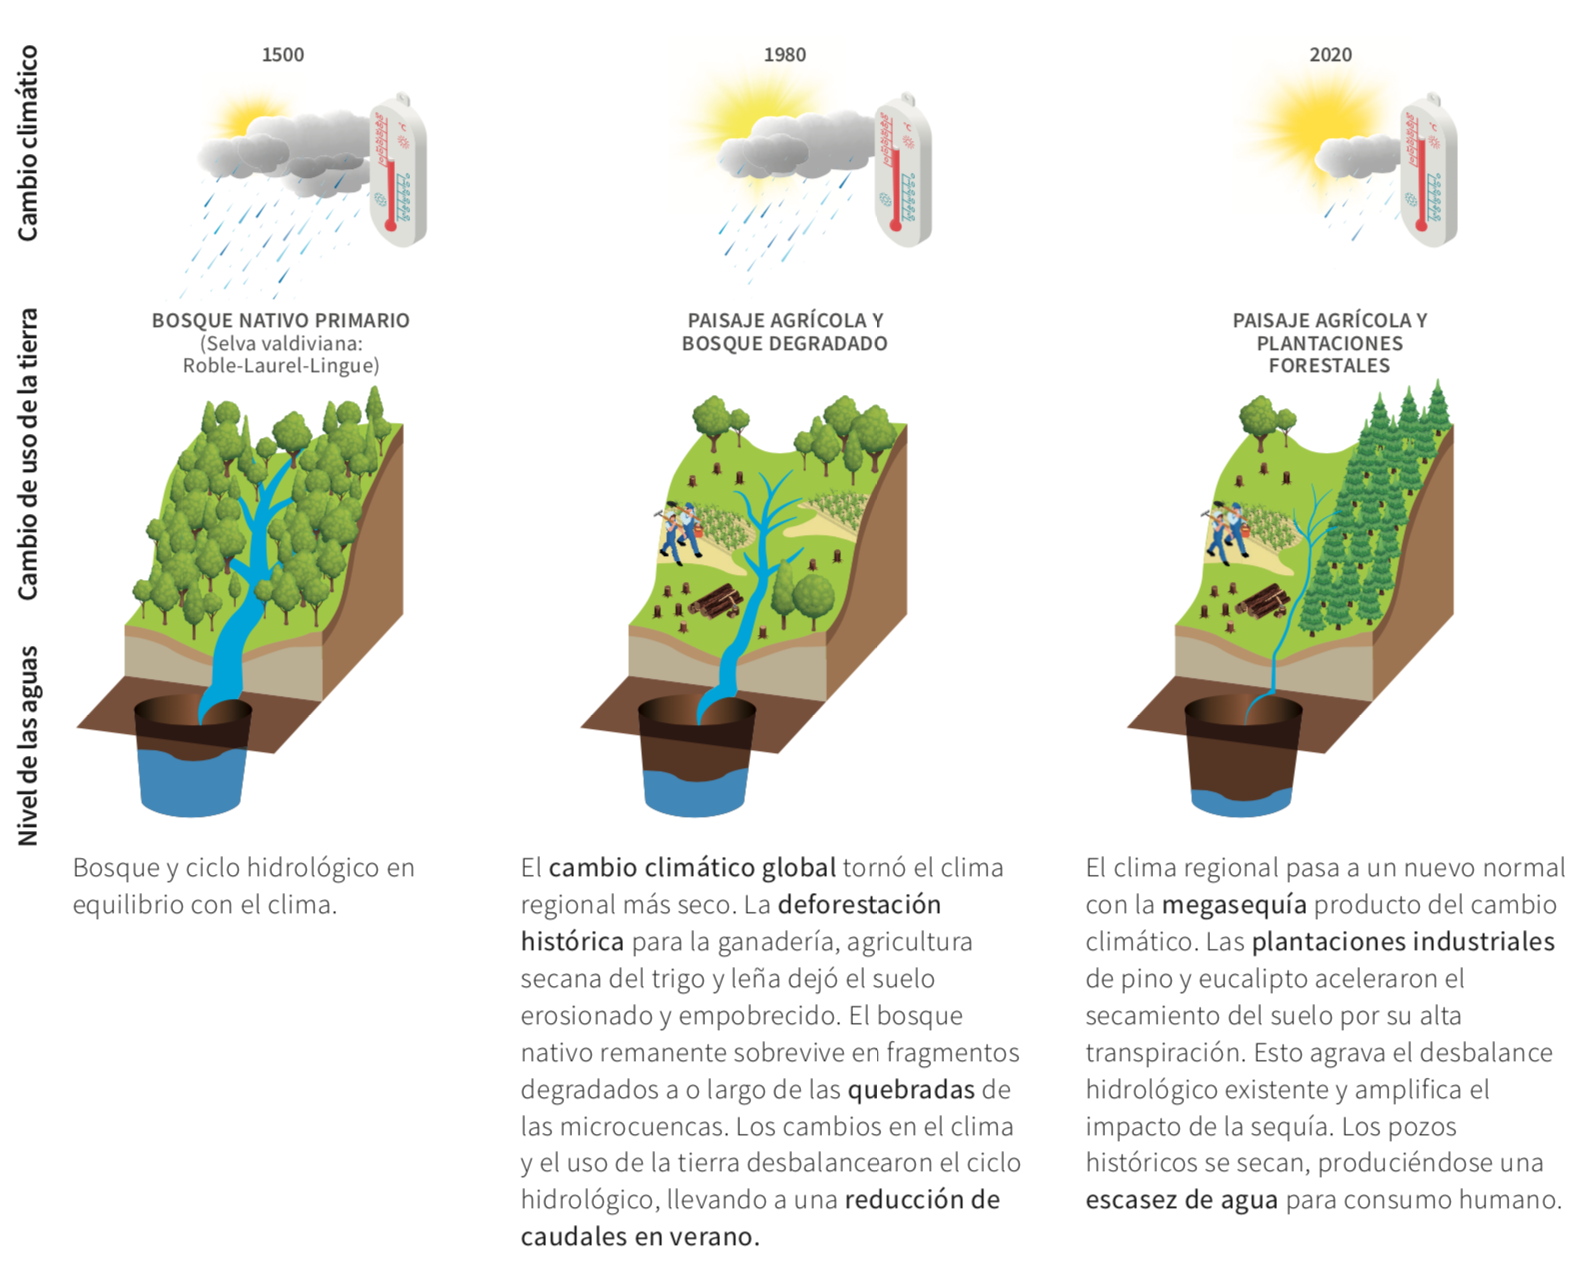 Cambio climático
1500
1980
2020
Cambio de uso de la tierra
BOSQUE NATIVO PRIMARIO
(Selva valdiviana:
Roble-Laurel-Lingue)
PAISAJE AGRÍCOLA Y
BOSQUE DEGRADADO
PAISAJE AGRÍCOLA Y
PLANTACIONES
FORESTALES
Nivel de las aguas
Bosque y ciclo hidrológico en
equilibrio con el clima.
El cambio climático global tornó el clima
regional más seco. La deforestación
histórica para la ganadería, agricultura
secana del trigo y leña dejó el suelo
erosionado y empobrecido. El bosque
nativo remanente sobrevive en fragmentos
degradados a o largo de las quebradas de
las microcuencas. Los cambios en el clima
y el uso de la tierra desbalancearon el ciclo
hidrológico, llevando a una reducción de
caudales en verano.
El clima regional pasa a un nuevo normal
con la megasequía producto del cambio
climático. Las plantaciones industriales
de pino y eucalipto aceleraron el
secamiento del suelo por su alta
transpiración. Esto agrava el desbalance
hidrológico existente y amplifica el
impacto de la sequía. Los pozos
históricos se secan, produciéndose una
escasez de agua para consumo humano.